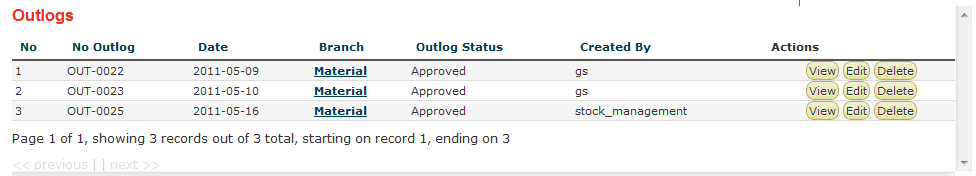 Outlogs
No No Outlog Date Branch Outlog Status Created By Actions
1 OUT-0022 2011-05-09 Material Approved gs View Edit Delete
2 OUT-0023 2011-05-10 Material Approved gs View Edit Delete
3 OUT-0025 2011-05-16 Material Approved stock_management View Edit Delete
Page 1 of 1, showing 3 records out of 3 total, starting on record 1, ending on 3
<< previous | | next >>